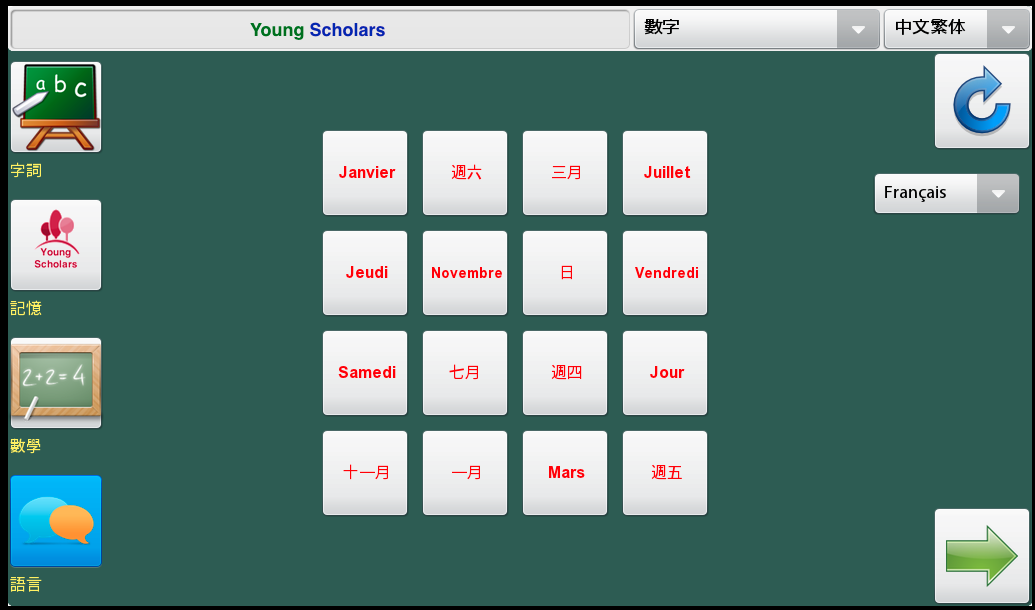 Young Scholars
數字
中文繁体
abc
字詞
Young
Scholars
記憶
2+2=4
數學
語言
Janvier
週六
三月
Juillet
Jeudi
Novembre
日
Vendredi
Samedi
七月
週四
Jour
十一月
一月
Mars
週五
Français